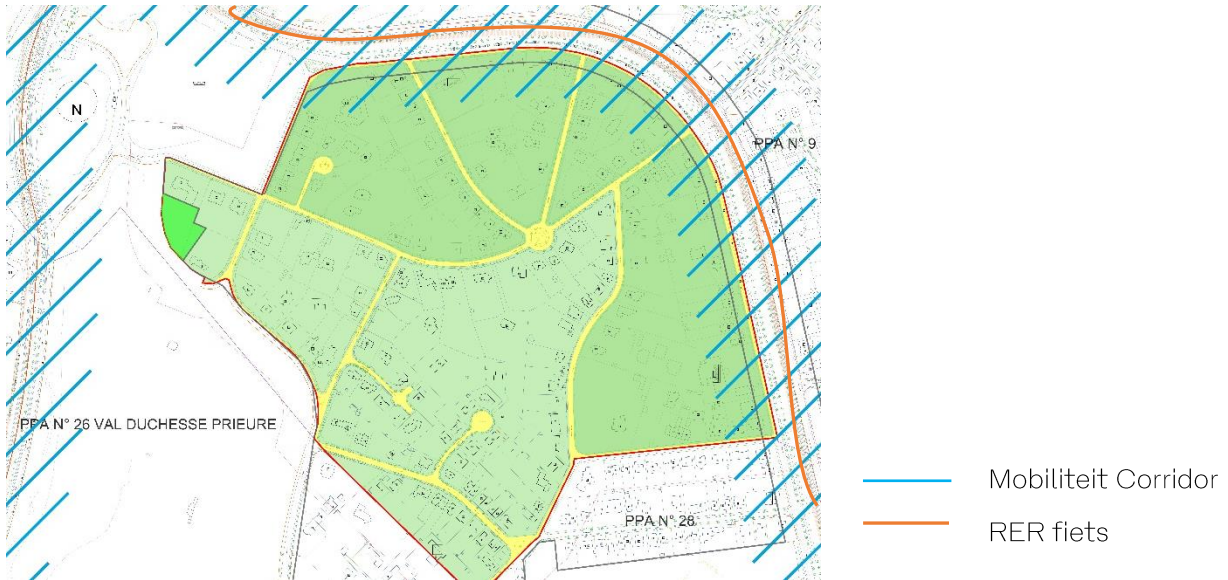 N
PPA N° 9
PPA N° 26 VAL DUCHESSE PRIEURE
PPA N° 28
Mobiliteit Corridor
RER fiets